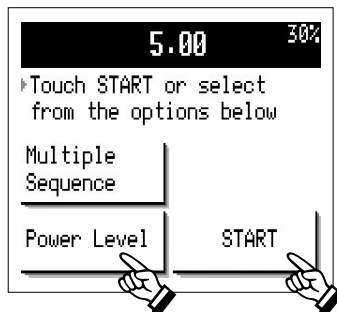 5.00 30%
Touch START or select
from the options below
Multiple
Sequence
Power Level START